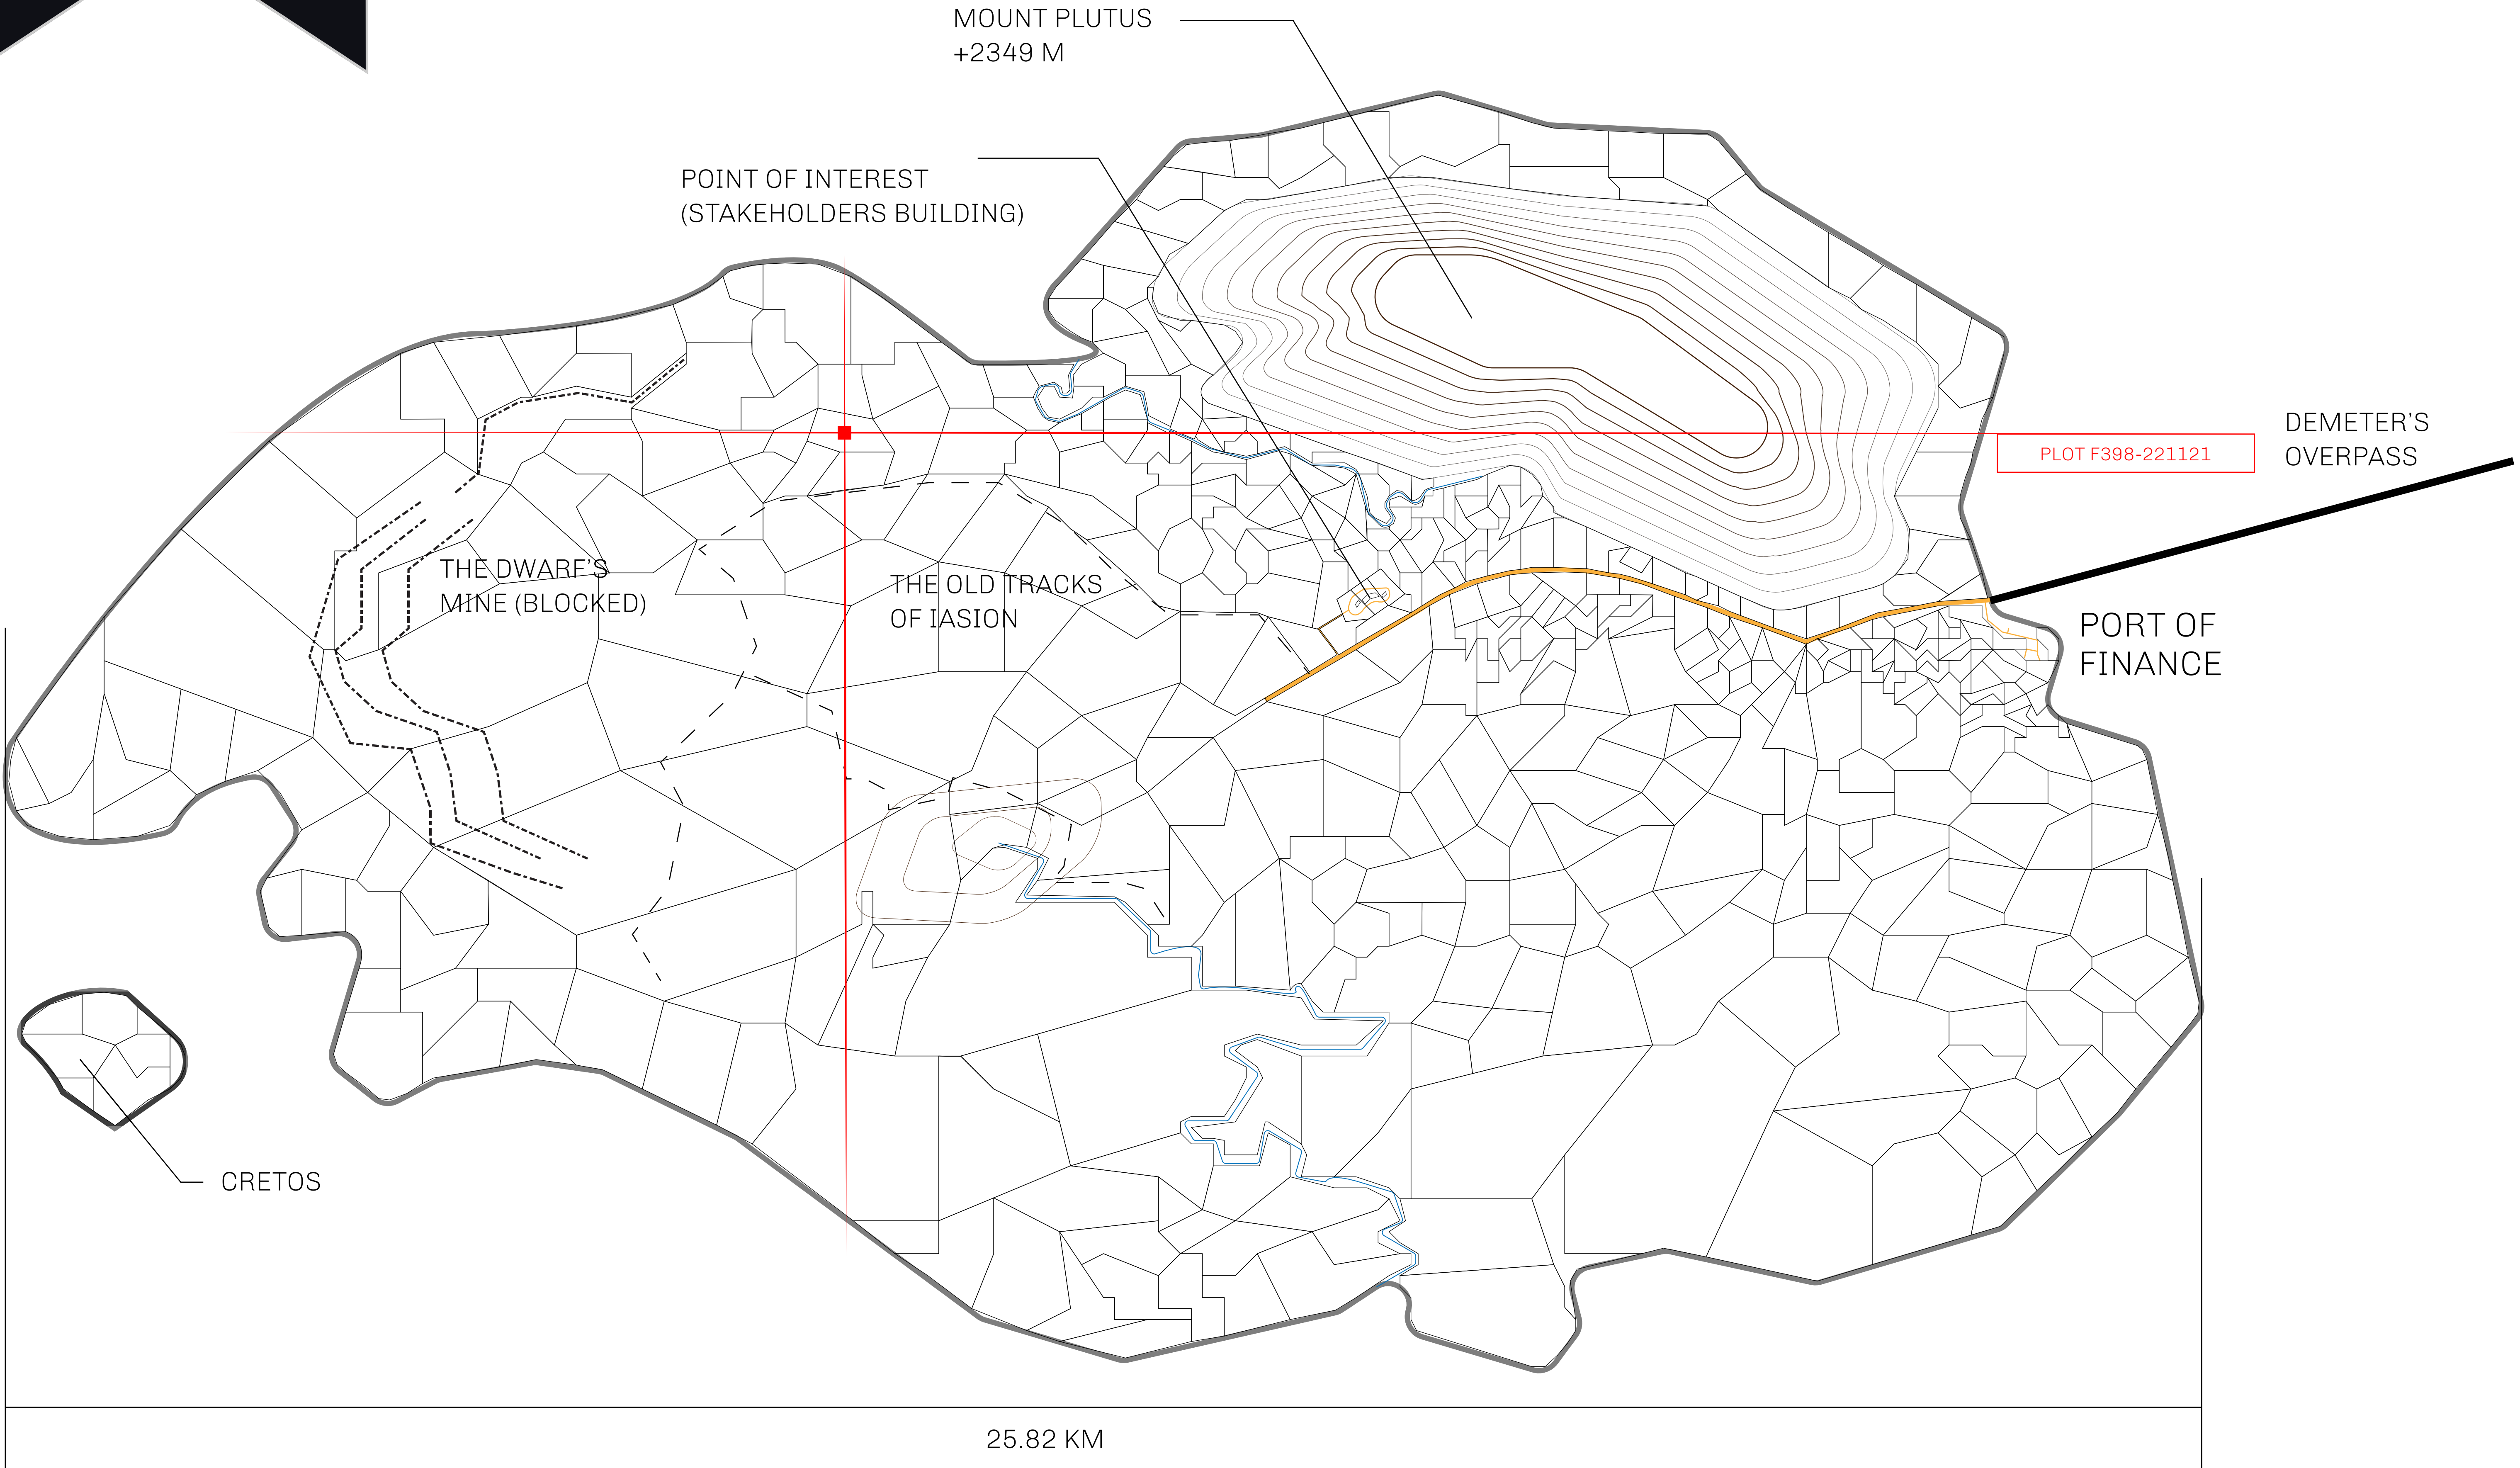 MOUNT PLUTUS
+2349 M
POINT OF INTEREST
(STAKEHOLDERS BUILDING)
DEMETER'S
OVERPASS
PLOT F398-221121
THE DWARF'S
MINE (BLOCKED)
THE OLD TRACKS
OF IASION
PORT OF
FINANCE
CRETOS
25.82 KM